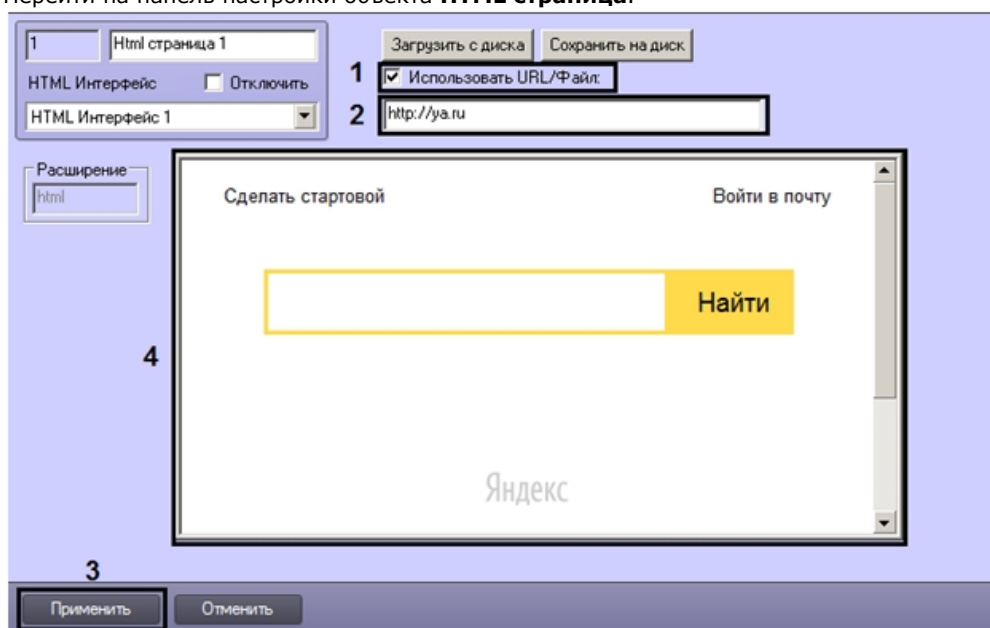 Перейти на панель настройки объекта HTML страница.
1
Html страница 1
Загрузить с диска
Сохранить на диск
HTML Интерфейс
Отключить
1
Использовать URL/Файл:
HTML Интерфейс 1
2
http://ya.ru
Расширение
html
Сделать стартовой
Войти в почту
Найти
4
Яндекс
3
Применить
Отменить